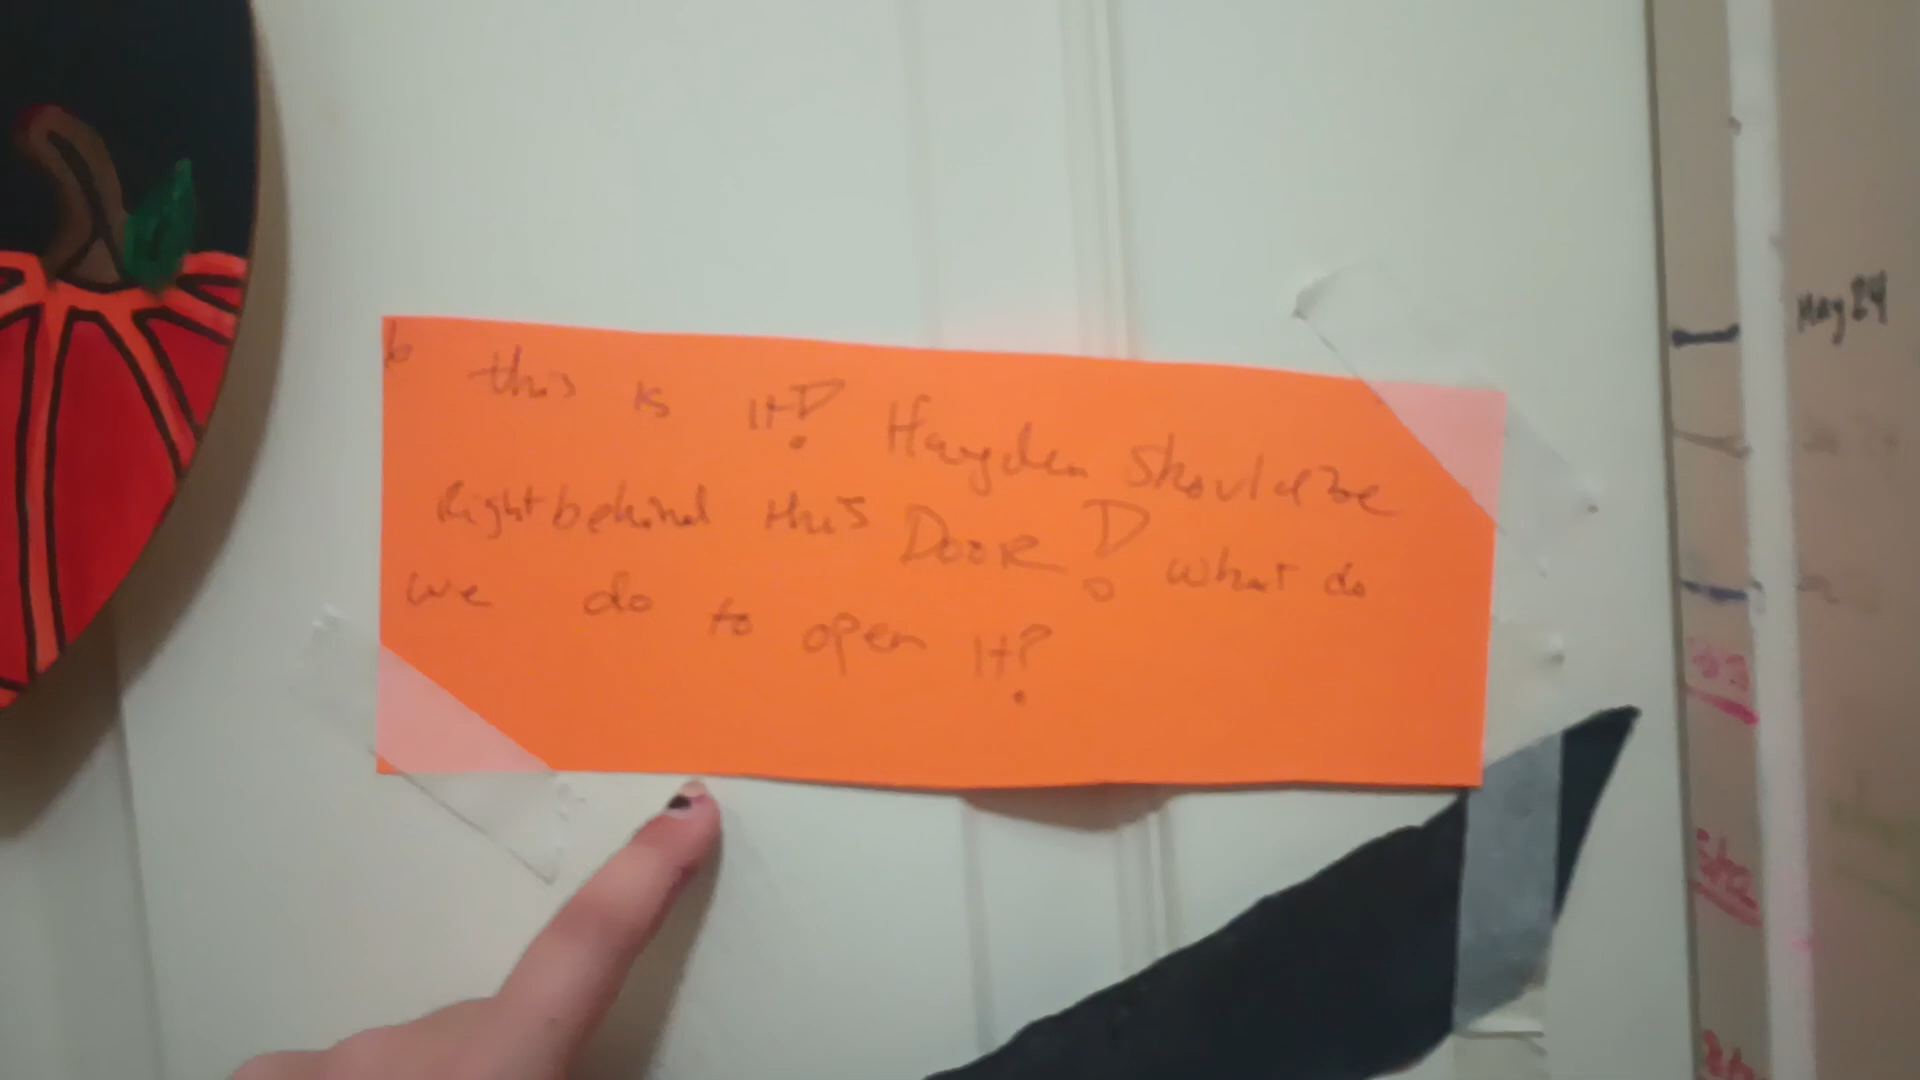 6
this is it! Hayden should be
Right behind this DOOR! what do
we do to open it?
May 24